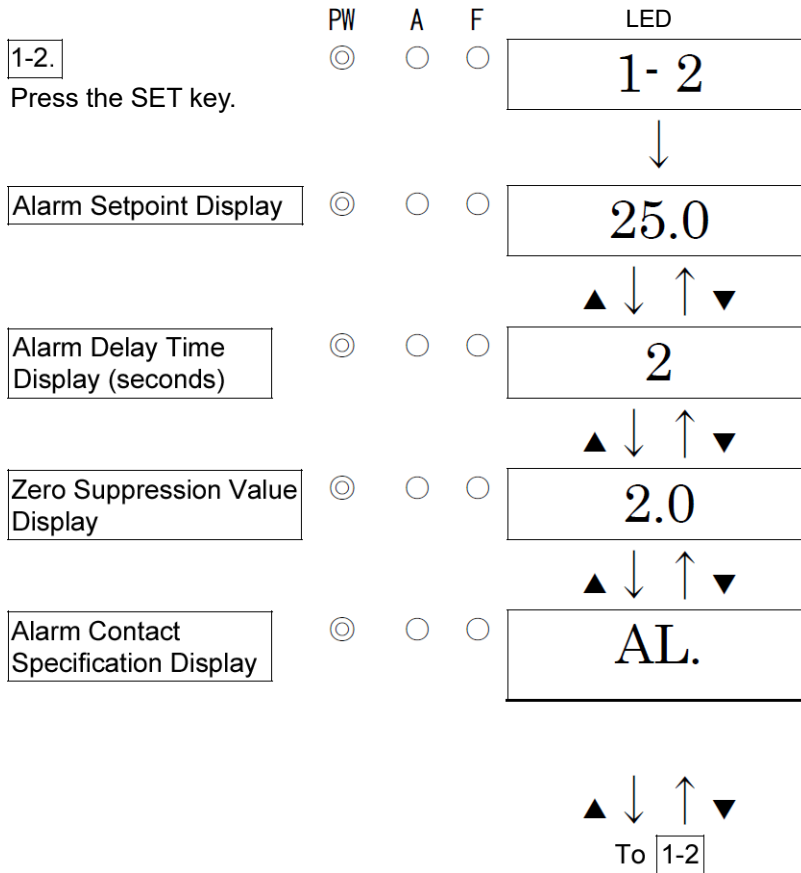 PW A F LED
1-2.
Press the SET key.
1- 2
↓
Alarm Setpoint Display
◎ ○ ○
25.0
▲ ↓ ↑ ▼
Alarm Delay Time
Display (seconds)
◎ ○ ○
2
▲ ↓ ↑ ▼
Zero Suppression Value
Display
◎ ○ ○
2.0
▲ ↓ ↑ ▼
Alarm Contact
Specification Display
◎ ○ ○
AL.
▲ ↓ ↑ ▼
To 1-2